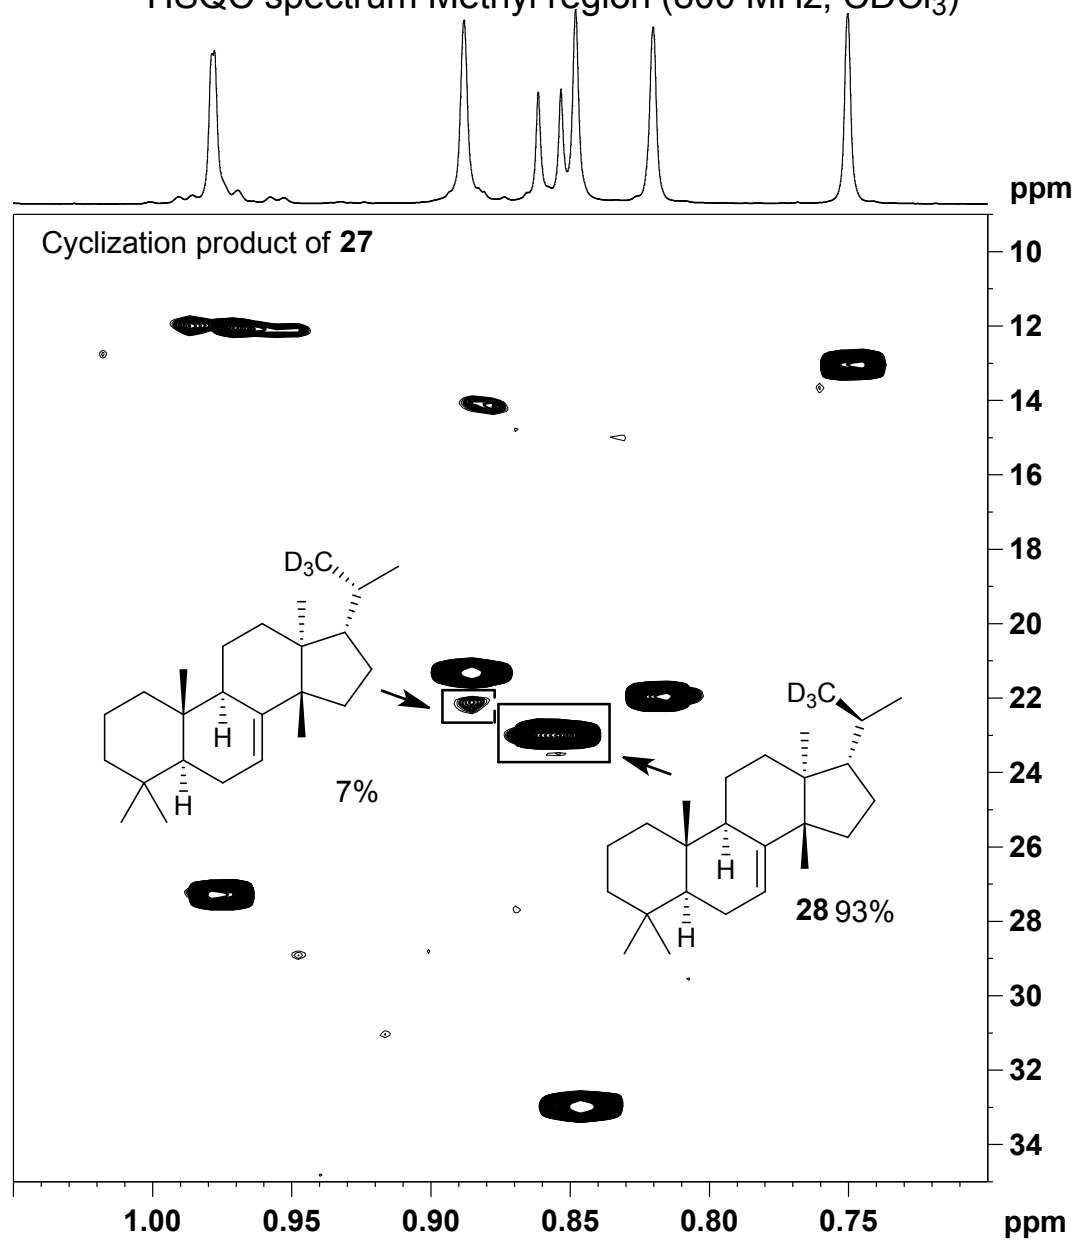 HSQC spectrum Methyl region (800 MHz, CDCl₃)
ppm
Cyclization product of 27
10
12
14
16
18
D₃C
20
22
D₃C
24
H
7%
H
26
H
28 93%
28
H
30
32
34
1.00 0.95 0.90 0.85 0.80 0.75 ppm